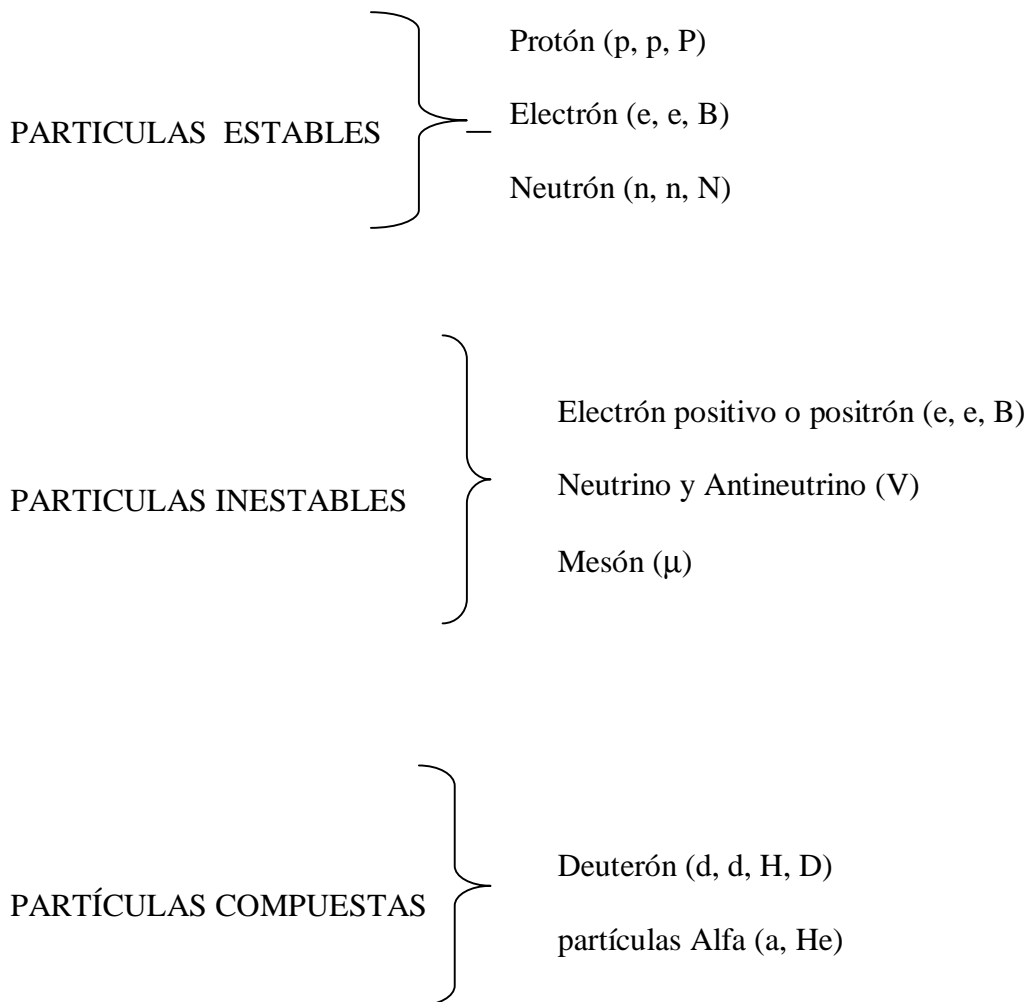 Protón (p, p, P)
PARTICULAS ESTABLES
Electrón (e, e, B)
Neutrón (n, n, N)
Electrón positivo o positrón (e, e, B)
PARTICULAS INESTABLES
Neutrino y Antineutrino (V)
Mesón (μ)
Deuterón (d, d, H, D)
PARTÍCULAS COMPUESTAS
partículas Alfa (a, He)